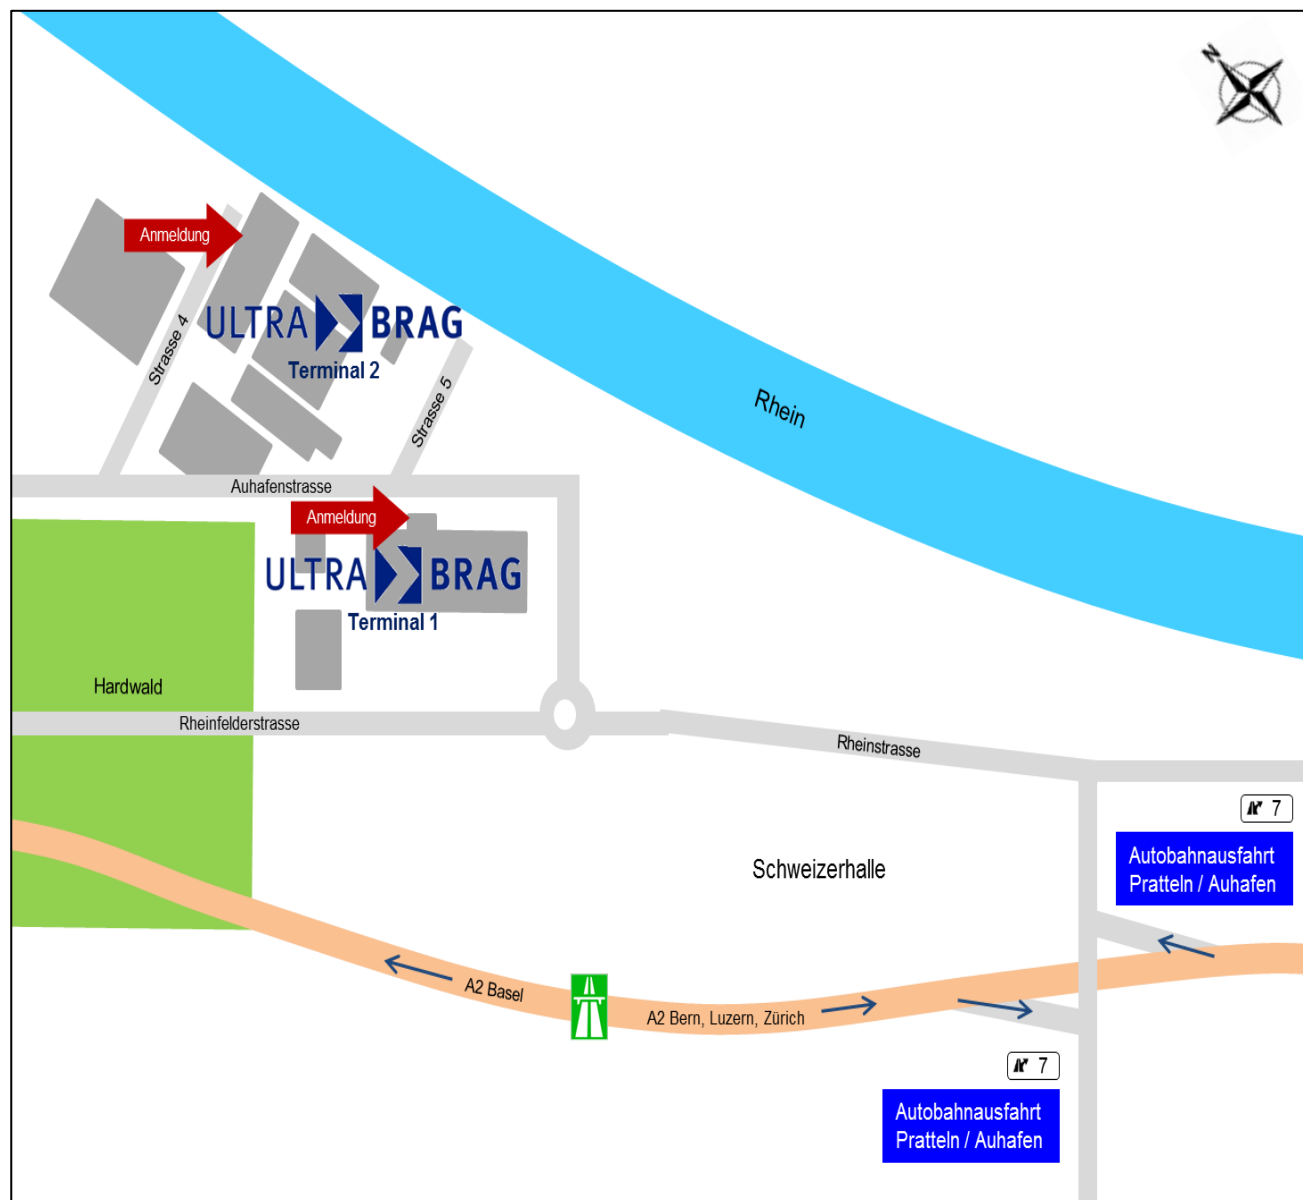 N
Anmeldung
Strasse 4
ULTRA BRAG
Terminal 2
Strasse 5
Rhein
Auhafenstrasse
Anmeldung
ULTRA BRAG
Terminal 1
Hardwald
Rheinfelderstrasse
Rheinstrasse
7
Autobahnausfahrt
Pratteln / Auhafen
Schweizerhalle
A2 Basel
A2 Bern, Luzern, Zürich
7
Autobahnausfahrt
Pratteln / Auhafen